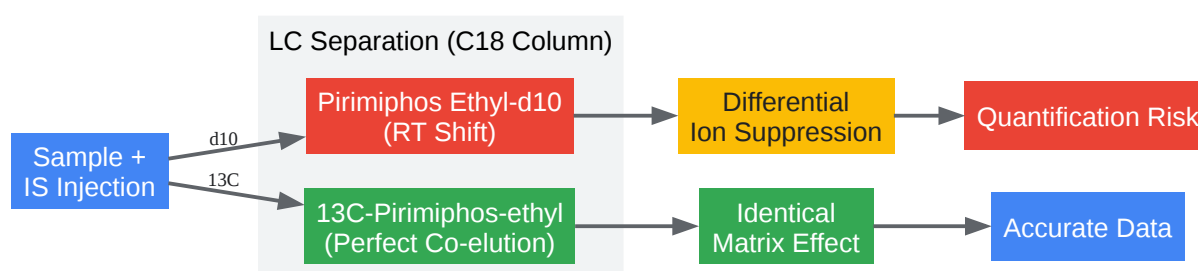 LC Separation (C18 Column)
Sample +
IS Injection
d10
13C
Pirimiphos Ethyl-d10
(RT Shift)
Differential
Ion Suppression
Quantification Risk
13C-Pirimiphos-ethyl
(Perfect Co-elution)
Identical
Matrix Effect
Accurate Data